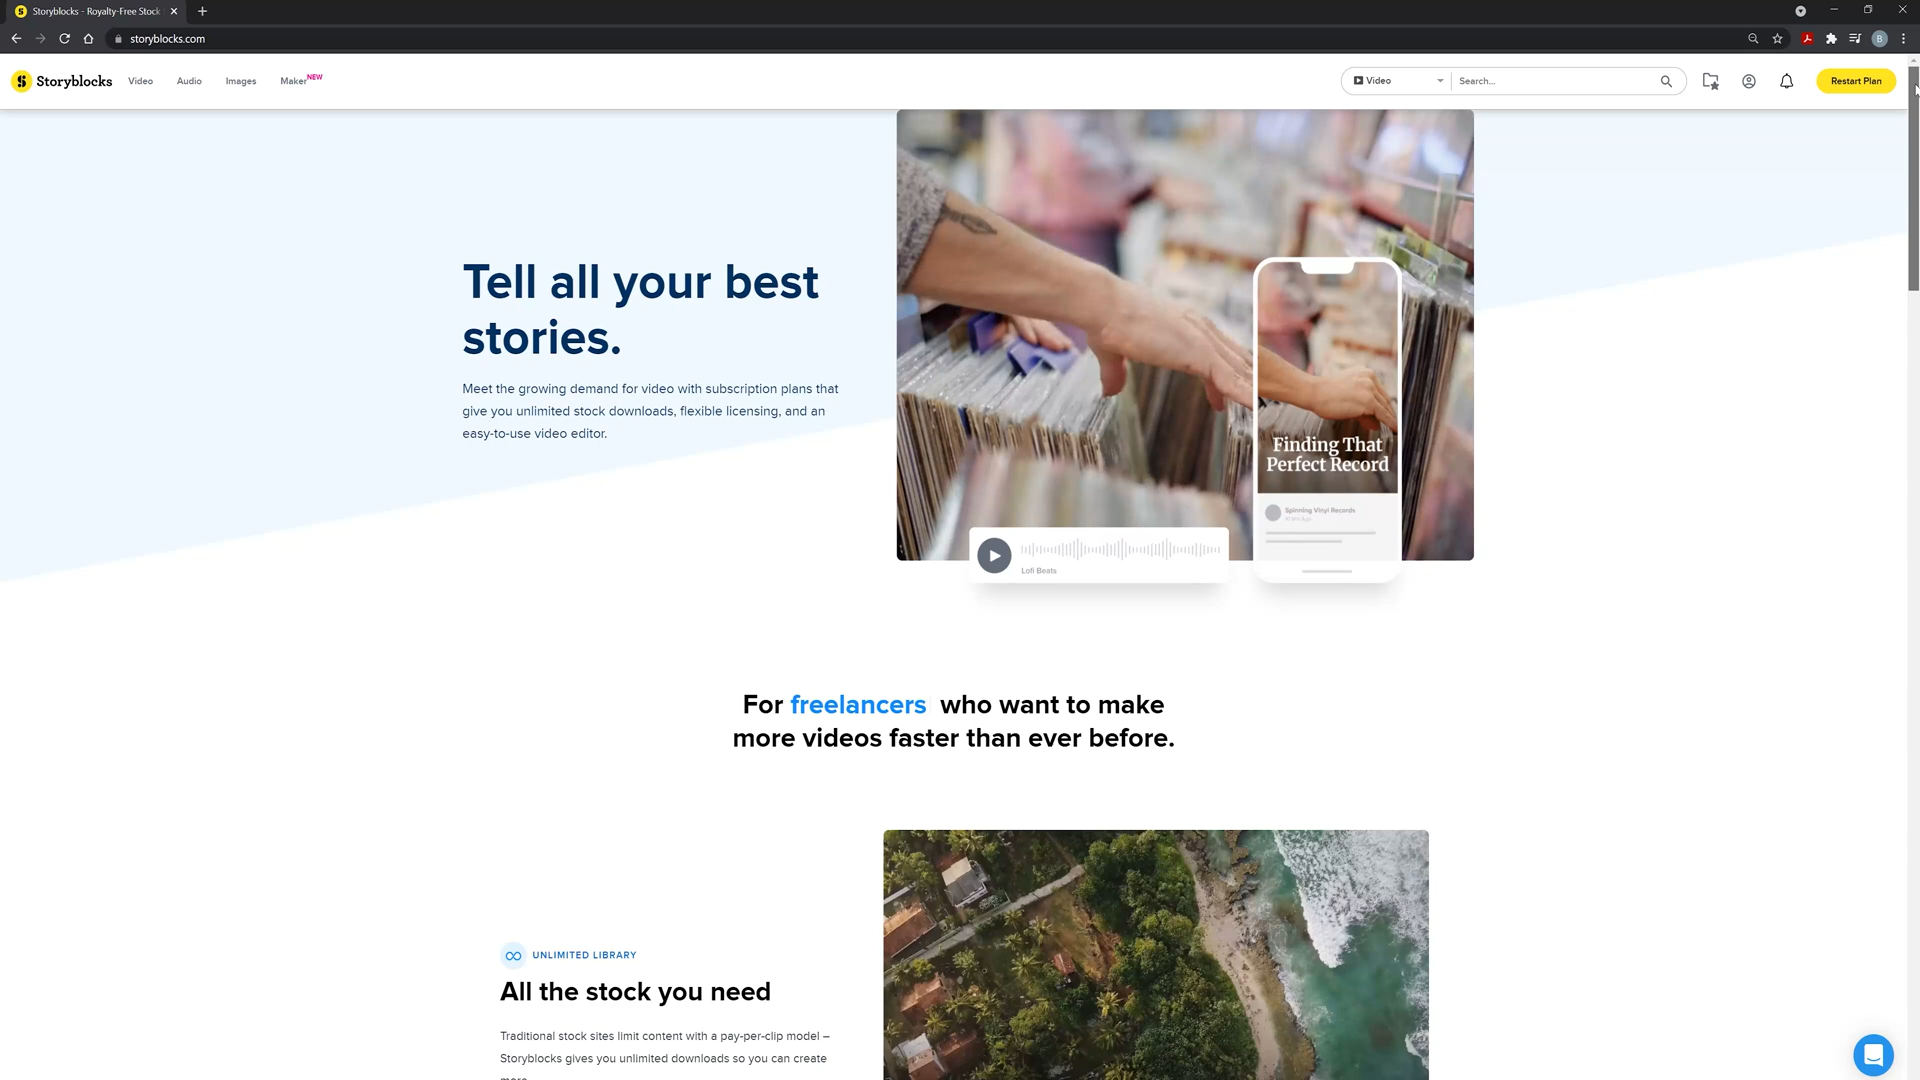 Storyblocks - Royalty-Free Stock
storyblocks.com
B
Storyblocks
Video
Audio
Images
Maker NEW
Video
Search...
Restart Plan
Tell all your best
stories.
Meet the growing demand for video with subscription plans that
give you unlimited stock downloads, flexible licensing, and an
easy-to-use video editor.
Finding That
Perfect Record
Spinning Vinyl Records
Lofi Beats
For freelancers who want to make
more videos faster than ever before.
UNLIMITED LIBRARY
All the stock you need
Traditional stock sites limit content with a pay-per-clip model –
Storyblocks gives you unlimited downloads so you can create